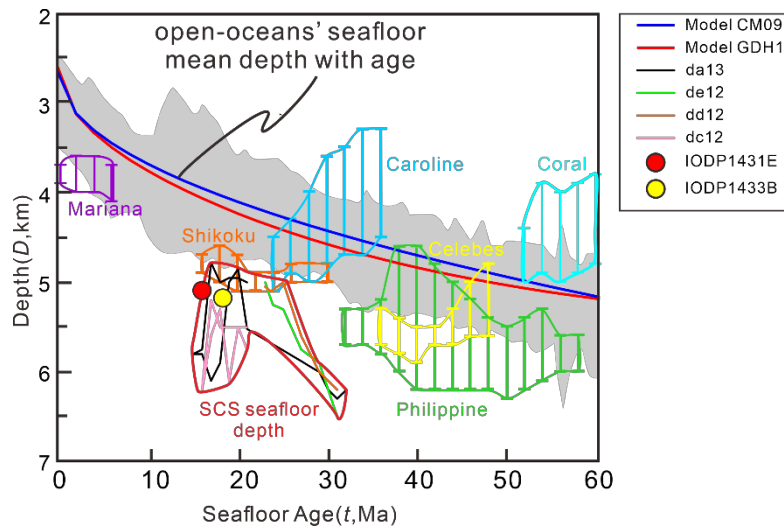 open-oceans' seafloor
mean depth with age
Caroline
Coral
Mariana
Shikoku
Celebes
SCS seafloor
depth
Philippine
2
3
4
5
6
7
Depth(D,km)
0
10
20
30
40
50
60
Seafloor Age(t,Ma)
Model CM09
Model GDH1
da13
de12
dd12
dc12
IODP1431E
IODP1433B